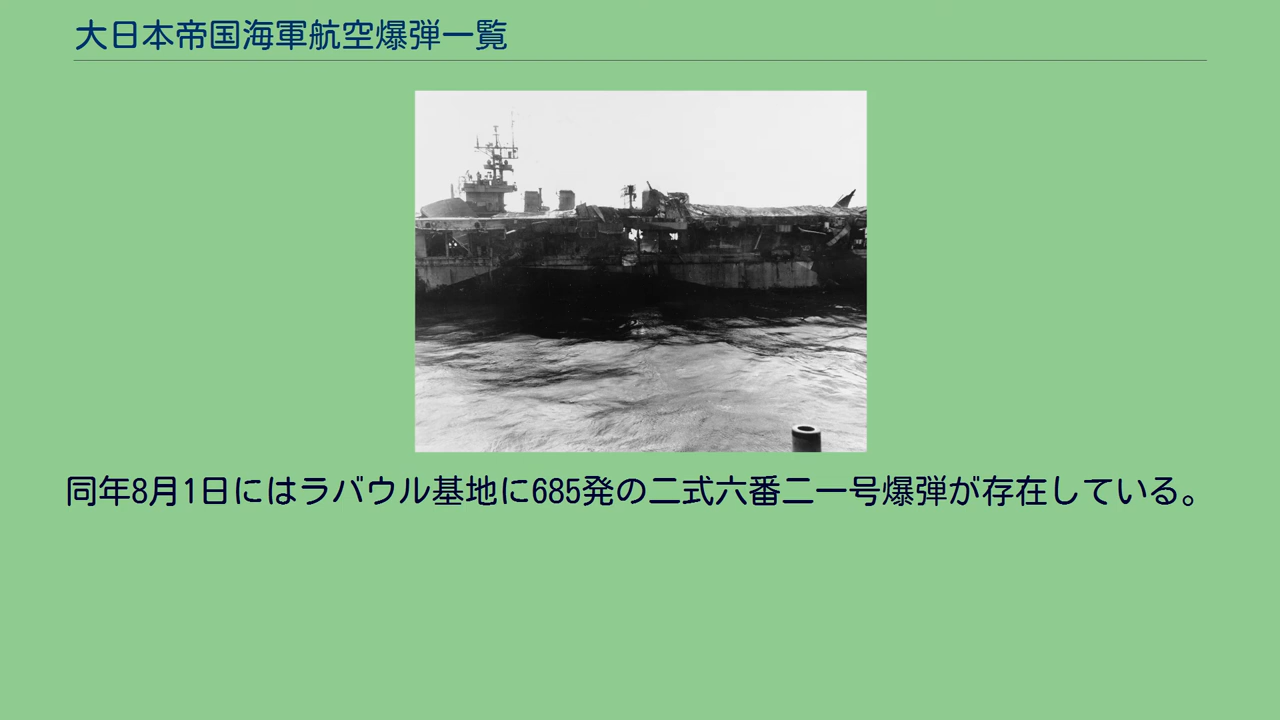 大日本帝国海軍航空爆弾一覧
同年8月1日にはラバウル基地に685発の二式六番二一号爆弾が存在している。